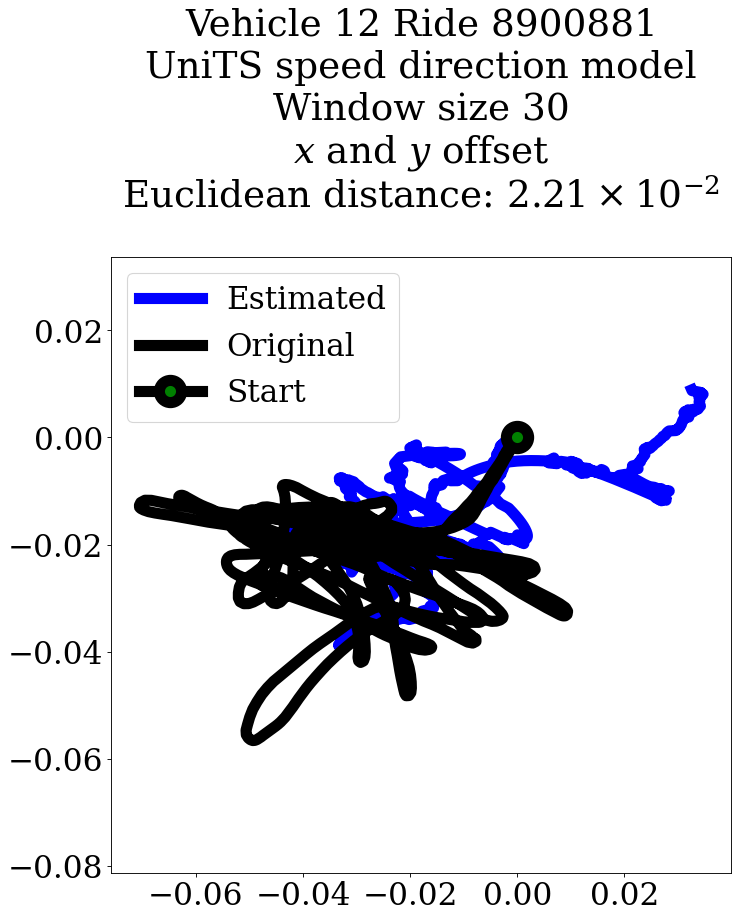 Vehicle 12 Ride 8900881
UniTS speed direction model
Window size 30
x and y offset
Euclidean distance: 2.21 × 10⁻²
Estimated
Original
Start
0.02
0.00
−0.02
−0.04
−0.06
−0.08
−0.06 −0.04 −0.02 0.00 0.02